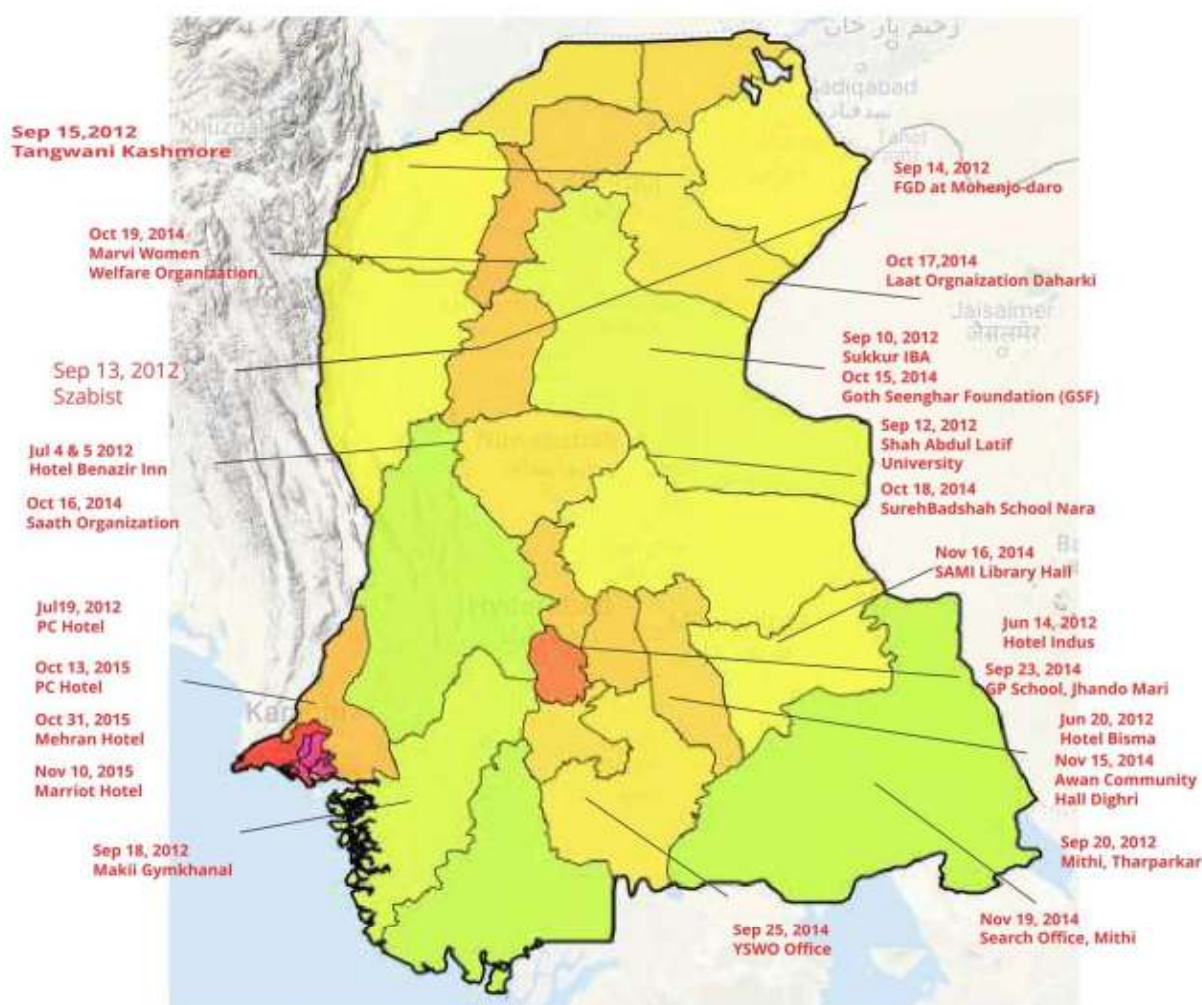 رحیم یار خان
Sadiqabad
Sep 15,2012
Tangwani Kashmore
Sep 14, 2012
FGD at Mohenjo-daro
Oct 19, 2014
Marvi Women
Welfare Organization
Oct 17,2014
Laat Orgnaization Daharki
Jaisalmer
जैसलमेर
Sep 10, 2012
Sukkur IBA
Oct 15, 2014
Goth Seenghar Foundation (GSF)
Sep 13, 2012
Szabist
Sep 12, 2012
Shah Abdul Latif
University
Jul 4 & 5 2012
Hotel Benazir Inn
Oct 18, 2014
SurehBadshah School Nara
Oct 16, 2014
Saath Organization
Nov 16, 2014
SAMI Library Hall
Jul19, 2012
PC Hotel
Jun 14, 2012
Hotel Indus
Oct 13, 2015
PC Hotel
Sep 23, 2014
GP School, Jhando Mari
Oct 31, 2015
Mehran Hotel
Jun 20, 2012
Hotel Bisma
Nov 10, 2015
Marriot Hotel
Nov 15, 2014
Awan Community
Hall Dighri
Sep 18, 2012
Makii Gymkhanal
Sep 20, 2012
Mithi, Tharparkar
Sep 25, 2014
YSWO Office
Nov 19, 2014
Search Office, Mithi